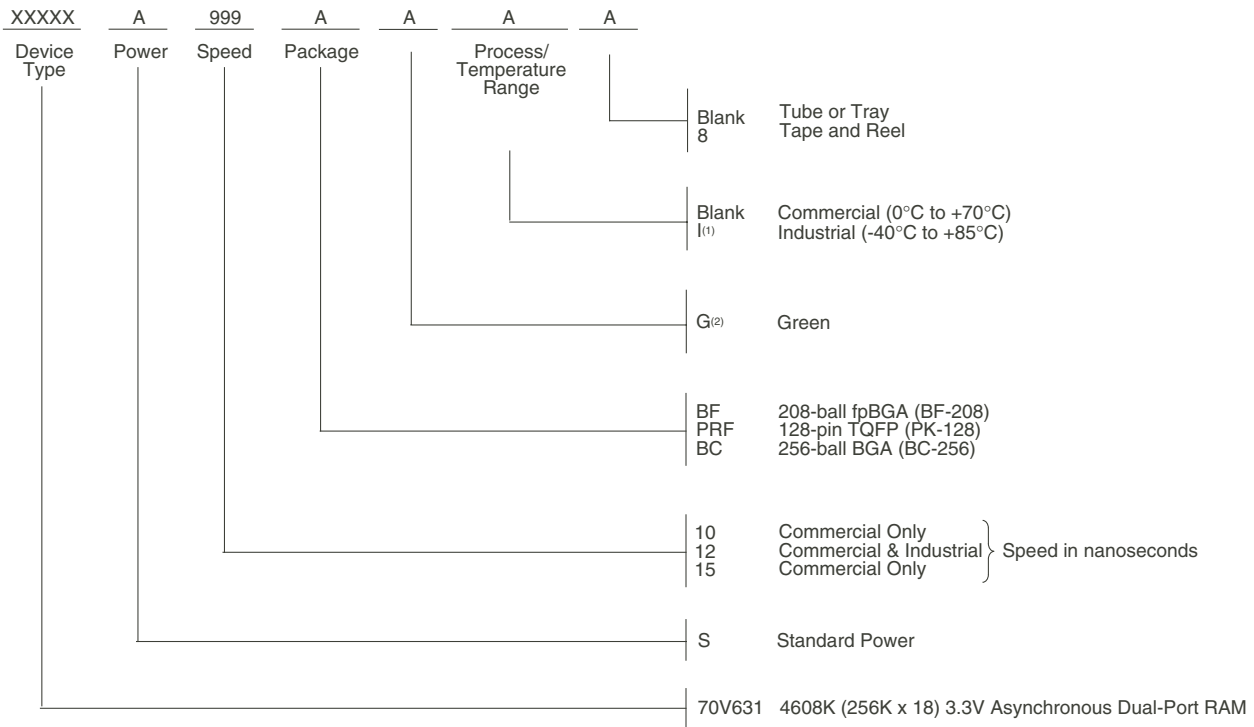 XXXXX A 999 A A A A
Device Type Power Speed Package Process/ Temperature Range
Blank Tube or Tray
8 Tape and Reel
Blank Commercial (0°C to +70°C)
I(1) Industrial (-40°C to +85°C)
G(2) Green
BF 208-ball fpBGA (BF-208)
PRF 128-pin TQFP (PK-128)
BC 256-ball BGA (BC-256)
10 Commercial Only
12 Commercial & Industrial Speed in nanoseconds
15 Commercial Only
S Standard Power
70V631 4608K (256K x 18) 3.3V Asynchronous Dual-Port RAM